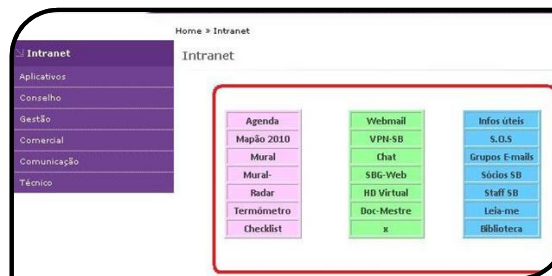 Home » Intranet
Intranet
Aplicativos
Conselho
Gestão
Comercial
Comunicação
Técnico
Intranet
Agenda
Mapão 2010
Mural
Mural-
Radar
Termômetro
Checklist
Webmail
VPN-SB
Chat
SBG-Web
HD Virtual
Doc-Mestre
x
Infos úteis
S.O.S
Grupos E-mails
Sócios SB
Staff SB
Leia-me
Biblioteca